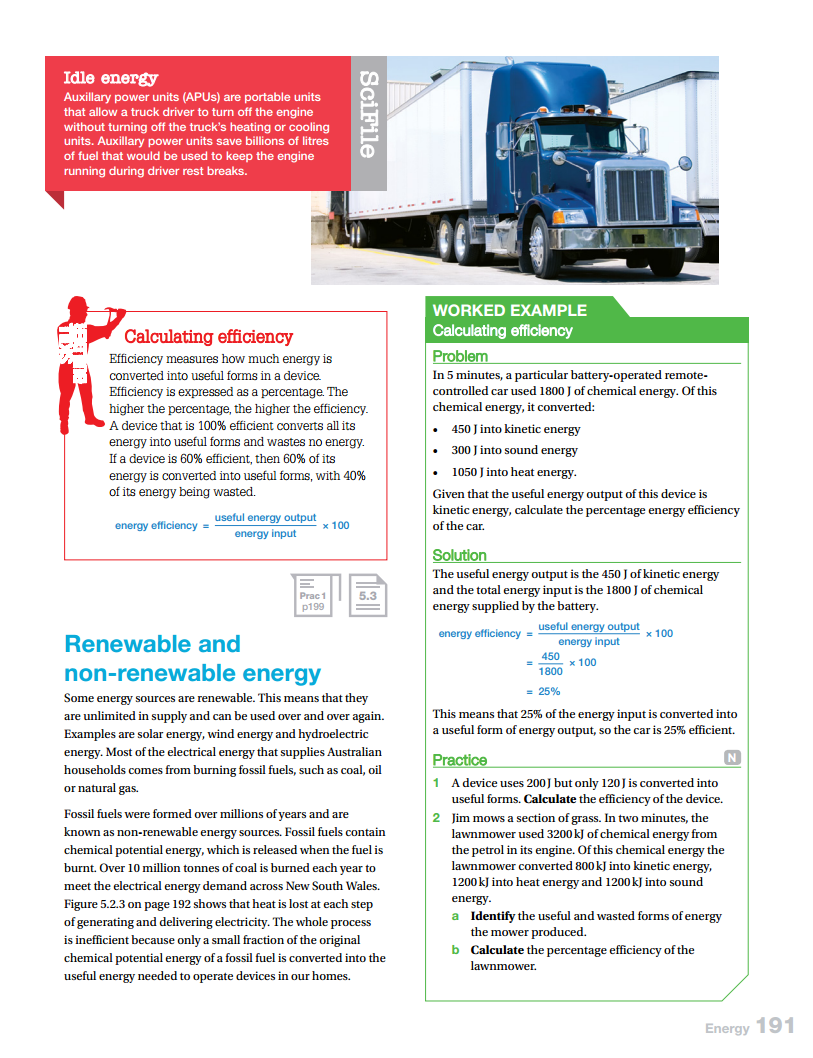 Idle energy
Auxillary power units (APUs) are portable units
that allow a truck driver to turn off the engine
without turning off the truck's heating or cooling
units. Auxillary power units save billions of litres
of fuel that would be used to keep the engine
running during driver rest breaks.
SciFile
Calculating efficiency
Efficiency measures how much energy is
converted into useful forms in a device.
Efficiency is expressed as a percentage. The
higher the percentage, the higher the efficiency.
A device that is 100% efficient converts all its
energy into useful forms and wastes no energy.
If a device is 60% efficient, then 60% of its
energy is converted into useful forms, with 40%
of its energy being wasted.
energy efficiency = useful energy output / energy input × 100
Prac 1
p199
5.3
Renewable and
non-renewable energy
Some energy sources are renewable. This means that they
are unlimited in supply and can be used over and over again.
Examples are solar energy, wind energy and hydroelectric
energy. Most of the electrical energy that supplies Australian
households comes from burning fossil fuels, such as coal, oil
or natural gas.
Fossil fuels were formed over millions of years and are
known as non-renewable energy sources. Fossil fuels contain
chemical potential energy, which is released when the fuel is
burnt. Over 10 million tonnes of coal is burned each year to
meet the electrical energy demand across New South Wales.
Figure 5.2.3 on page 192 shows that heat is lost at each step
of generating and delivering electricity. The whole process
is inefficient because only a small fraction of the original
chemical potential energy of a fossil fuel is converted into the
useful energy needed to operate devices in our homes.
WORKED EXAMPLE
Calculating efficiency
Problem
In 5 minutes, a particular battery-operated remote-
controlled car used 1800 J of chemical energy. Of this
chemical energy, it converted:
• 450 J into kinetic energy
• 300 J into sound energy
• 1050 J into heat energy.
Given that the useful energy output of this device is
kinetic energy, calculate the percentage energy efficiency
of the car.
Solution
The useful energy output is the 450 J of kinetic energy
and the total energy input is the 1800 J of chemical
energy supplied by the battery.
energy efficiency = useful energy output / energy input × 100
= 450 / 1800 × 100
= 25%
This means that 25% of the energy input is converted into
a useful form of energy output, so the car is 25% efficient.
Practice N
1 A device uses 200 J but only 120 J is converted into
useful forms. Calculate the efficiency of the device.
2 Jim mows a section of grass. In two minutes, the
lawnmower used 3200 kJ of chemical energy from
the petrol in its engine. Of this chemical energy the
lawnmower converted 800 kJ into kinetic energy,
1200 kJ into heat energy and 1200 kJ into sound
energy.
a Identify the useful and wasted forms of energy
the mower produced.
b Calculate the percentage efficiency of the
lawnmower.
Energy 191